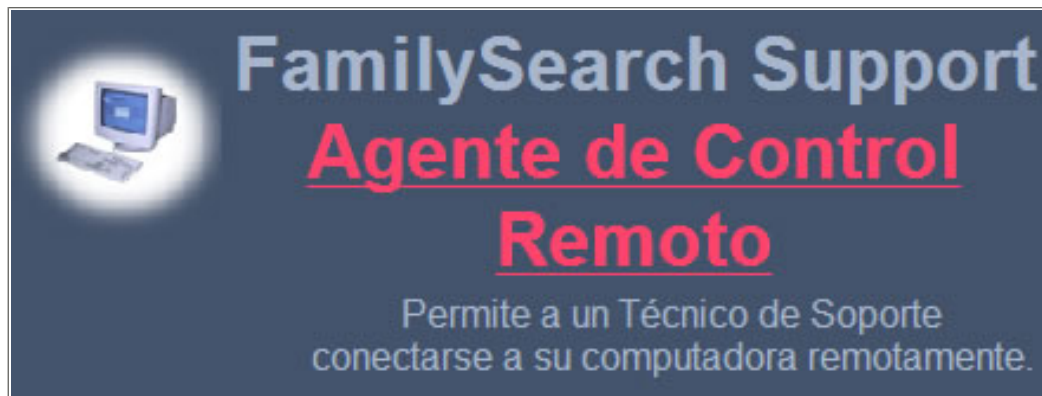 FamilySearch Support
Agente de Control
Remoto
Permite a un Técnico de Soporte
conectarse a su computadora remotamente.